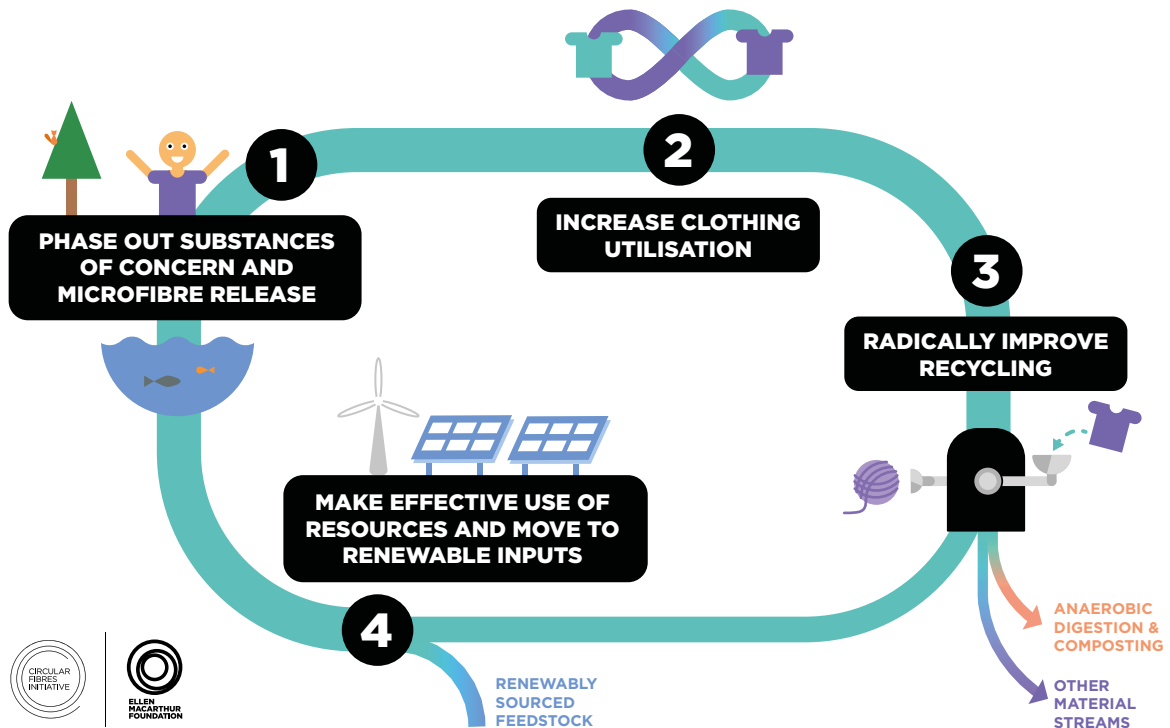 1
PHASE OUT SUBSTANCES
OF CONCERN AND
MICROFIBRE RELEASE
2
INCREASE CLOTHING
UTILISATION
3
RADICALLY IMPROVE
RECYCLING
MAKE EFFECTIVE USE OF
RESOURCES AND MOVE TO
RENEWABLE INPUTS
4
RENEWABLY
SOURCED
FEEDSTOCK
ANAEROBIC
DIGESTION &
COMPOSTING
OTHER
MATERIAL
STREAMS
CIRCULAR
FIBRES
INITIATIVE
ELLEN
MACARTHUR
FOUNDATION